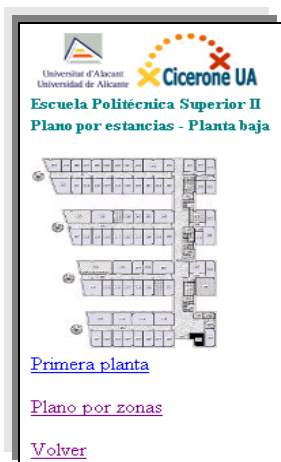 Universitat d'Alacant
Universidad de Alicante
Cicerone UA
Escuela Politécnica Superior II
Plano por estancias - Planta baja
Primera planta
Plano por zonas
Volver